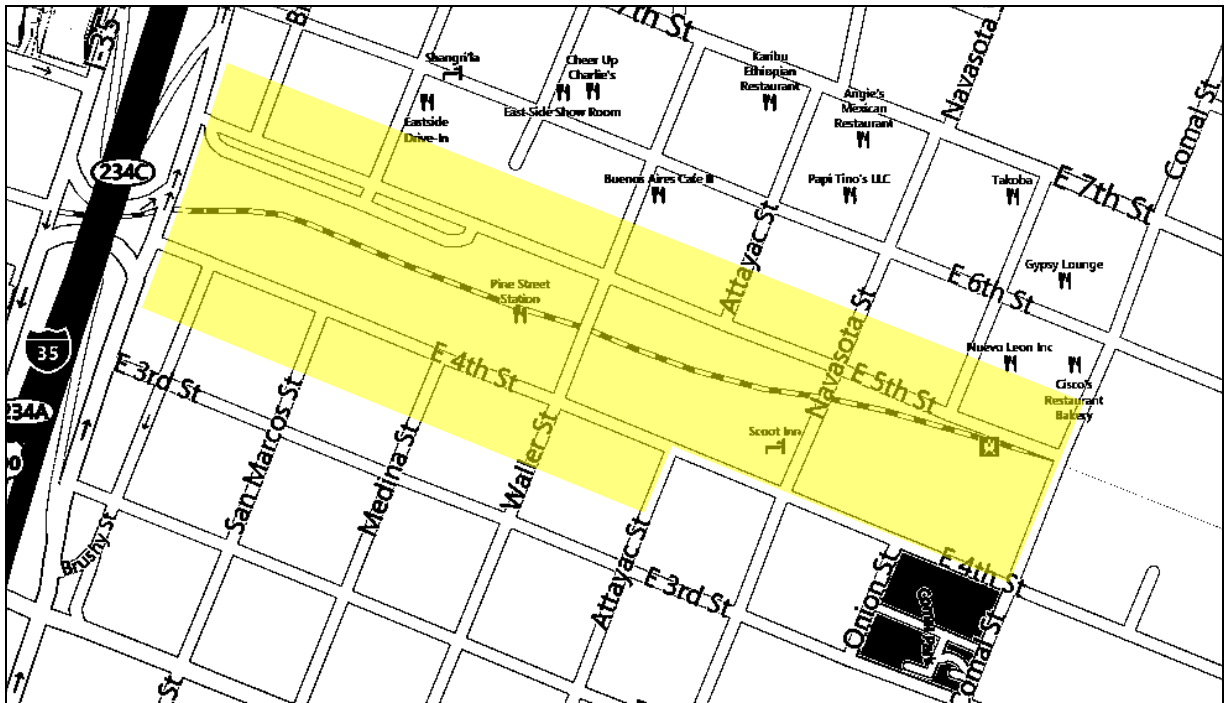 I-35
7th St
Navasota
Comal St
Shangri'la
Cheer Up
Charlie's
Karibu
Ethiopian
Restaurant
Eastside
Drive-In
East Side Show Room
Angie's
Mexican
Restaurant
234C
Buenos Aires Cafe II
Papi Tino's LLC
Takoba
E 7th St
Attayac St
Gypsy Lounge
E 6th St
Pine Street
Station
Navasota St
35
Nuevo Leon Inc
E 4th St
E 5th St
Cisco's
Restaurant
Bakery
E 3rd St
234A
Scoot Inn
San Marcos St
Medina St
Waller St
Attayac St
Brushy St
E 3rd St
Onion St
E 4th St
Comal St
St